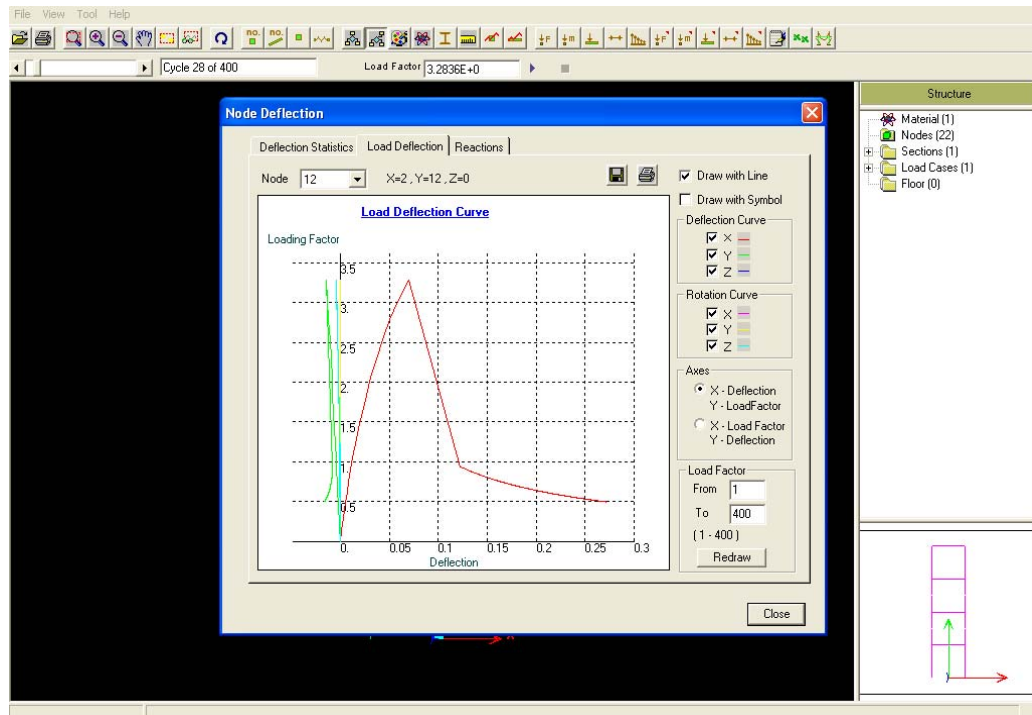 File View Tool Help
no. no.
F m F m
Cycle 28 of 400 Load Factor 3.2836E+0
Structure
Material (1)
Nodes (22)
Sections (1)
Load Cases (1)
Floor (0)
Node Deflection
Deflection Statistics Load Deflection Reactions
Node 12 X=2 , Y=12 , Z=0
Draw with Line
Draw with Symbol
Load Deflection Curve
Loading Factor
3.5
3.
2.5
2.
1.5
1.
0.5
0. 0.05 0.1 0.15 0.2 0.25 0.3
Deflection
Deflection Curve
X
Y
Z
Rotation Curve
X
Y
Z
Axes
X - Deflection
Y - LoadFactor
X - Load Factor
Y - Deflection
Load Factor
From 1
To 400
( 1 - 400 )
Redraw
Close